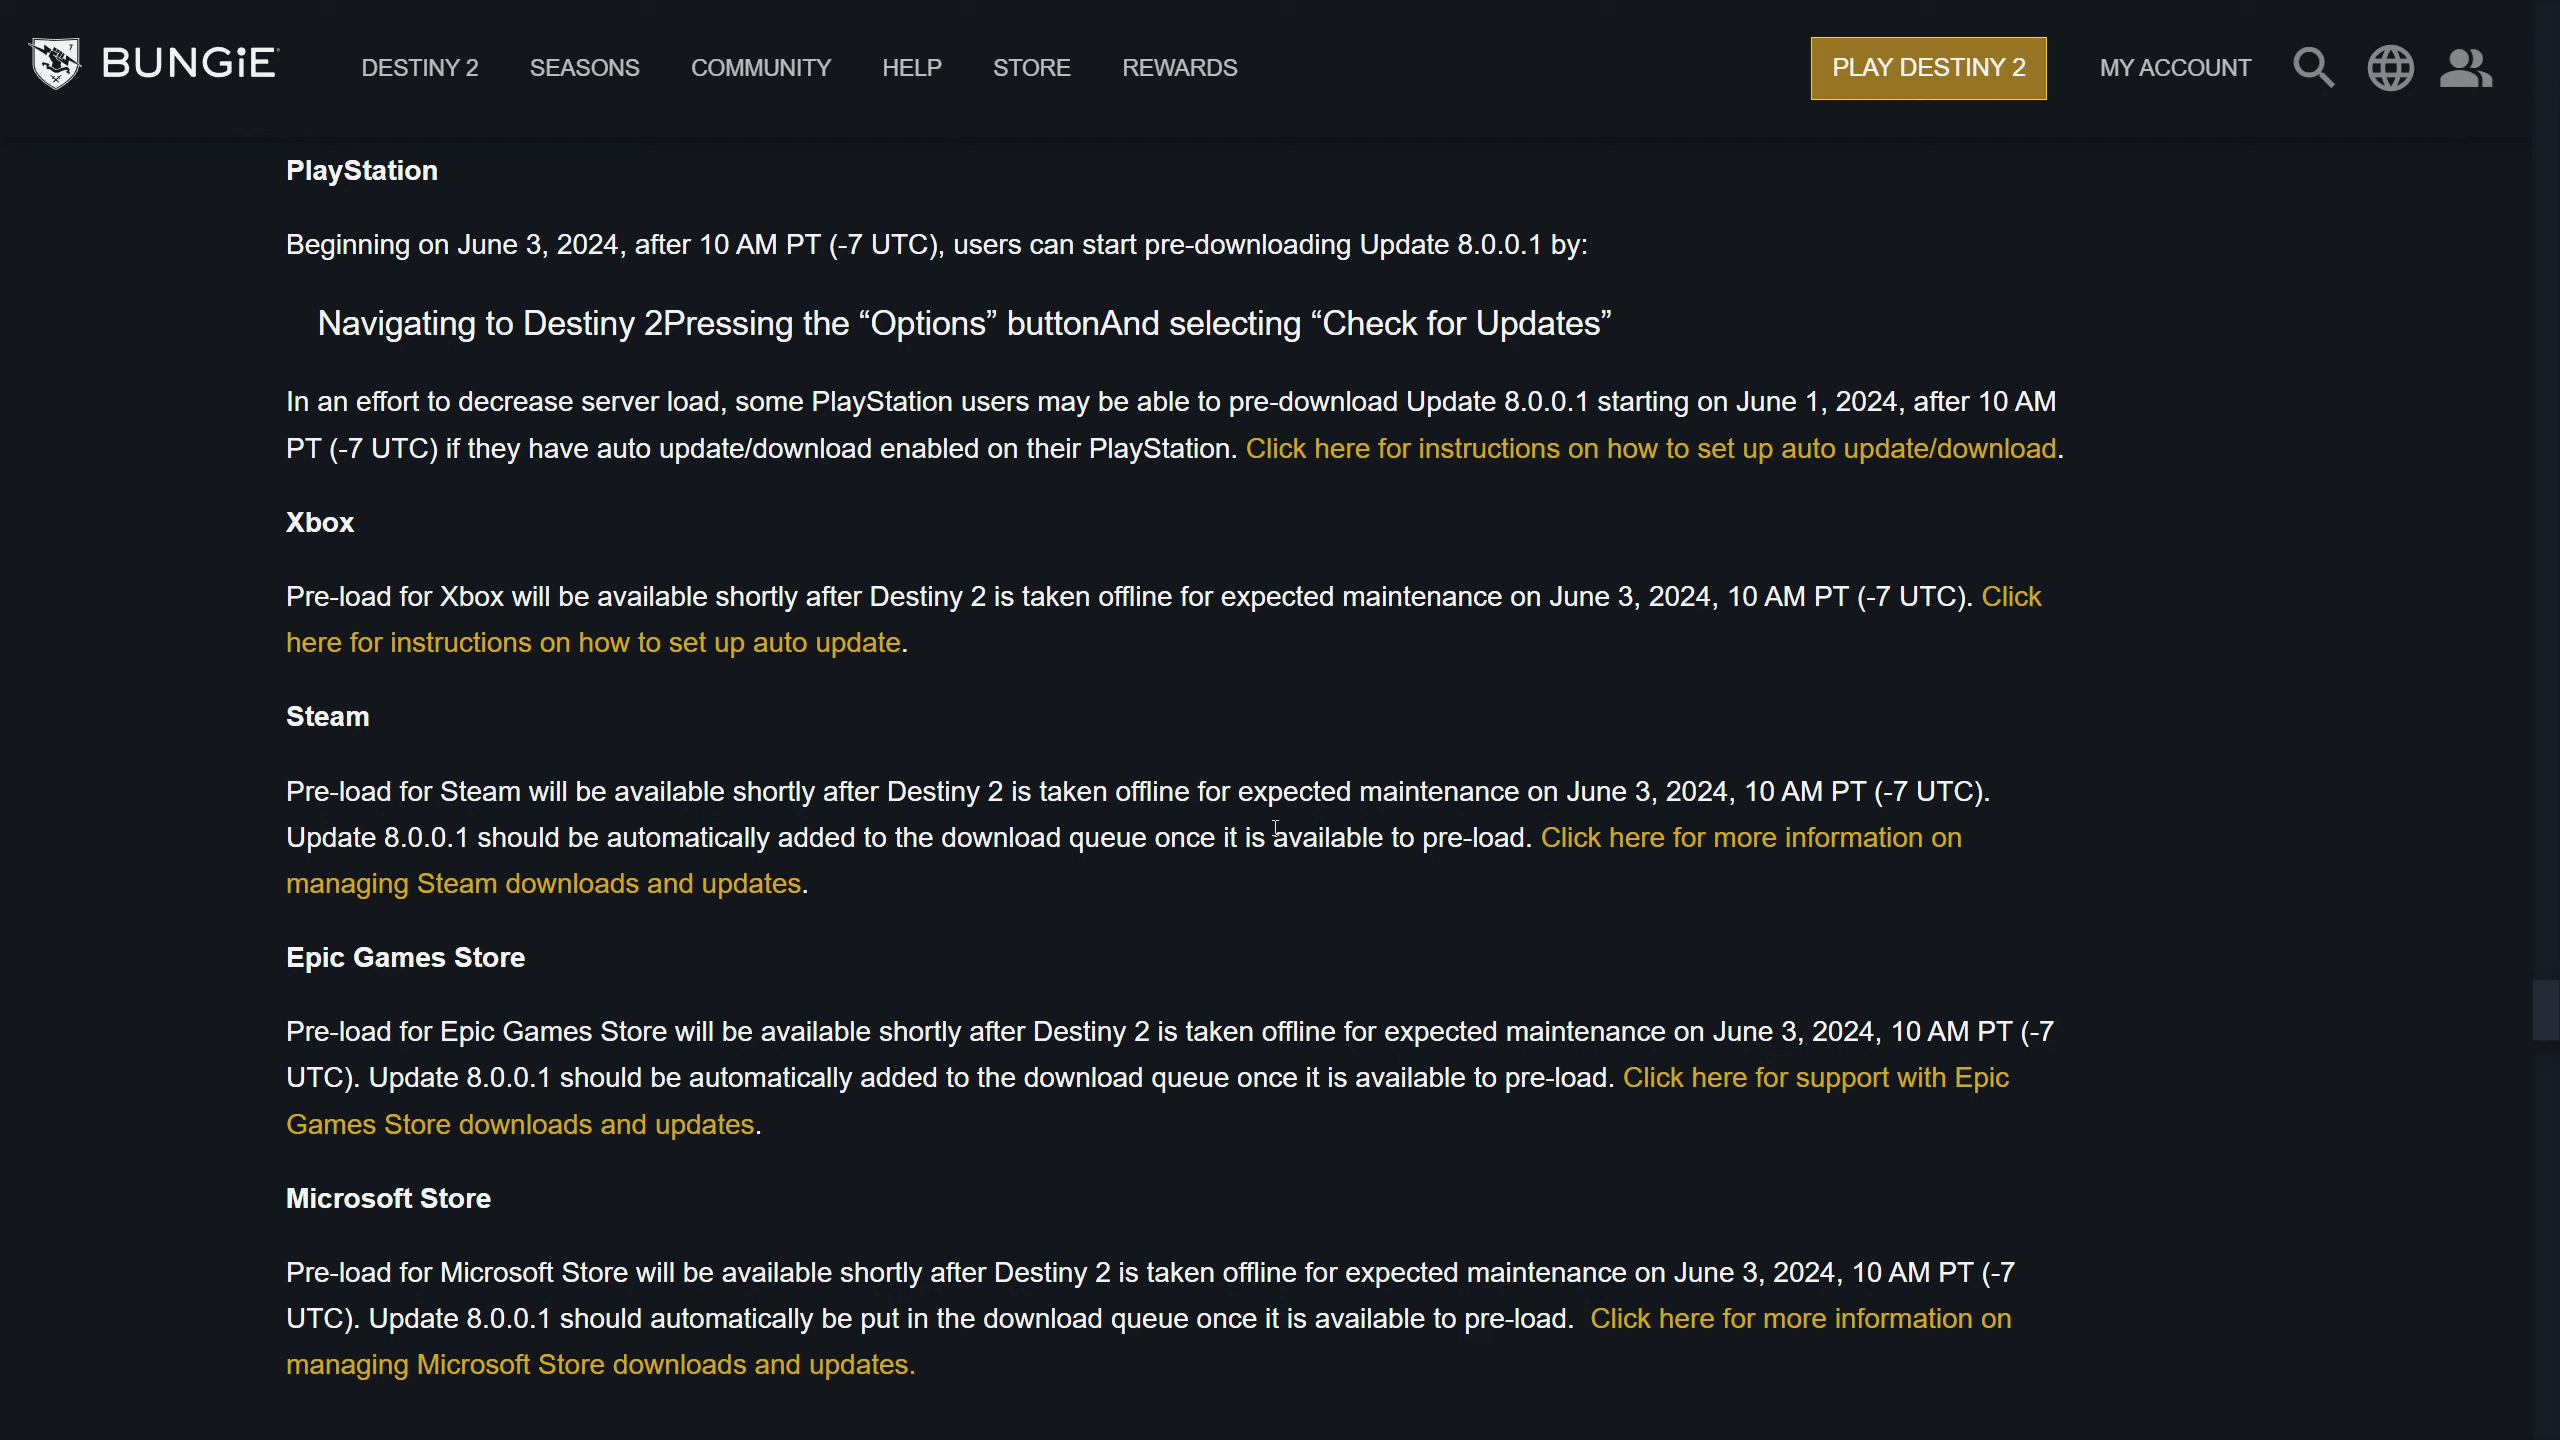 BUNGiE
DESTINY 2 SEASONS COMMUNITY HELP STORE REWARDS PLAY DESTINY 2 MY ACCOUNT
PlayStation
Beginning on June 3, 2024, after 10 AM PT (-7 UTC), users can start pre-downloading Update 8.0.0.1 by:
Navigating to Destiny 2Pressing the “Options” buttonAnd selecting “Check for Updates”
In an effort to decrease server load, some PlayStation users may be able to pre-download Update 8.0.0.1 starting on June 1, 2024, after 10 AM
PT (-7 UTC) if they have auto update/download enabled on their PlayStation. Click here for instructions on how to set up auto update/download.
Xbox
Pre-load for Xbox will be available shortly after Destiny 2 is taken offline for expected maintenance on June 3, 2024, 10 AM PT (-7 UTC). Click
here for instructions on how to set up auto update.
Steam
Pre-load for Steam will be available shortly after Destiny 2 is taken offline for expected maintenance on June 3, 2024, 10 AM PT (-7 UTC).
Update 8.0.0.1 should be automatically added to the download queue once it is available to pre-load. Click here for more information on
managing Steam downloads and updates.
Epic Games Store
Pre-load for Epic Games Store will be available shortly after Destiny 2 is taken offline for expected maintenance on June 3, 2024, 10 AM PT (-7
UTC). Update 8.0.0.1 should be automatically added to the download queue once it is available to pre-load. Click here for support with Epic
Games Store downloads and updates.
Microsoft Store
Pre-load for Microsoft Store will be available shortly after Destiny 2 is taken offline for expected maintenance on June 3, 2024, 10 AM PT (-7
UTC). Update 8.0.0.1 should automatically be put in the download queue once it is available to pre-load. Click here for more information on
managing Microsoft Store downloads and updates.